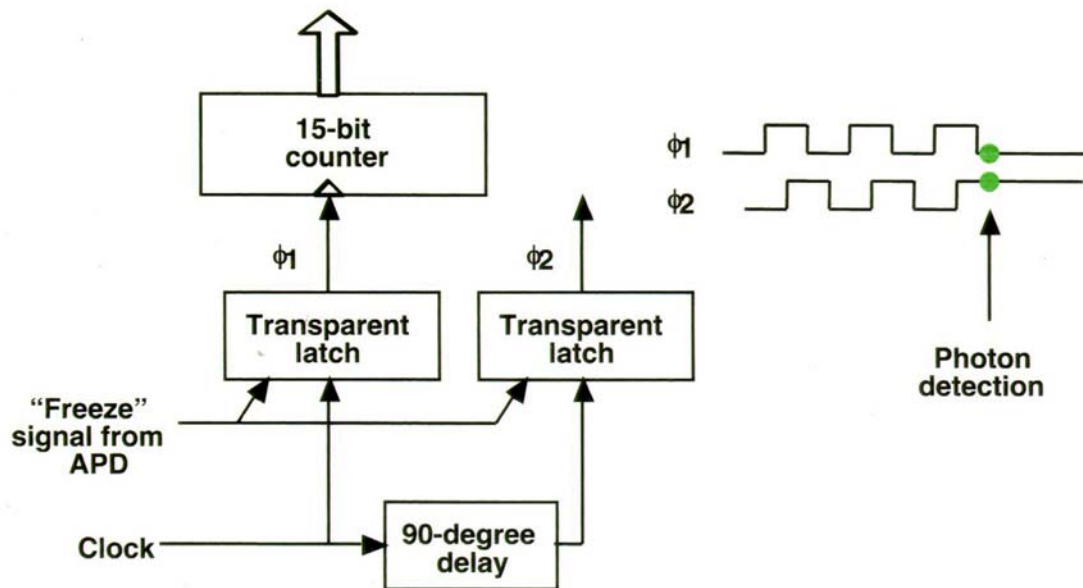 15-bit
counter
ϕ1
ϕ2
ϕ1
ϕ2
Transparent
latch
Transparent
latch
Photon
detection
“Freeze”
signal from
APD
Clock
90-degree
delay